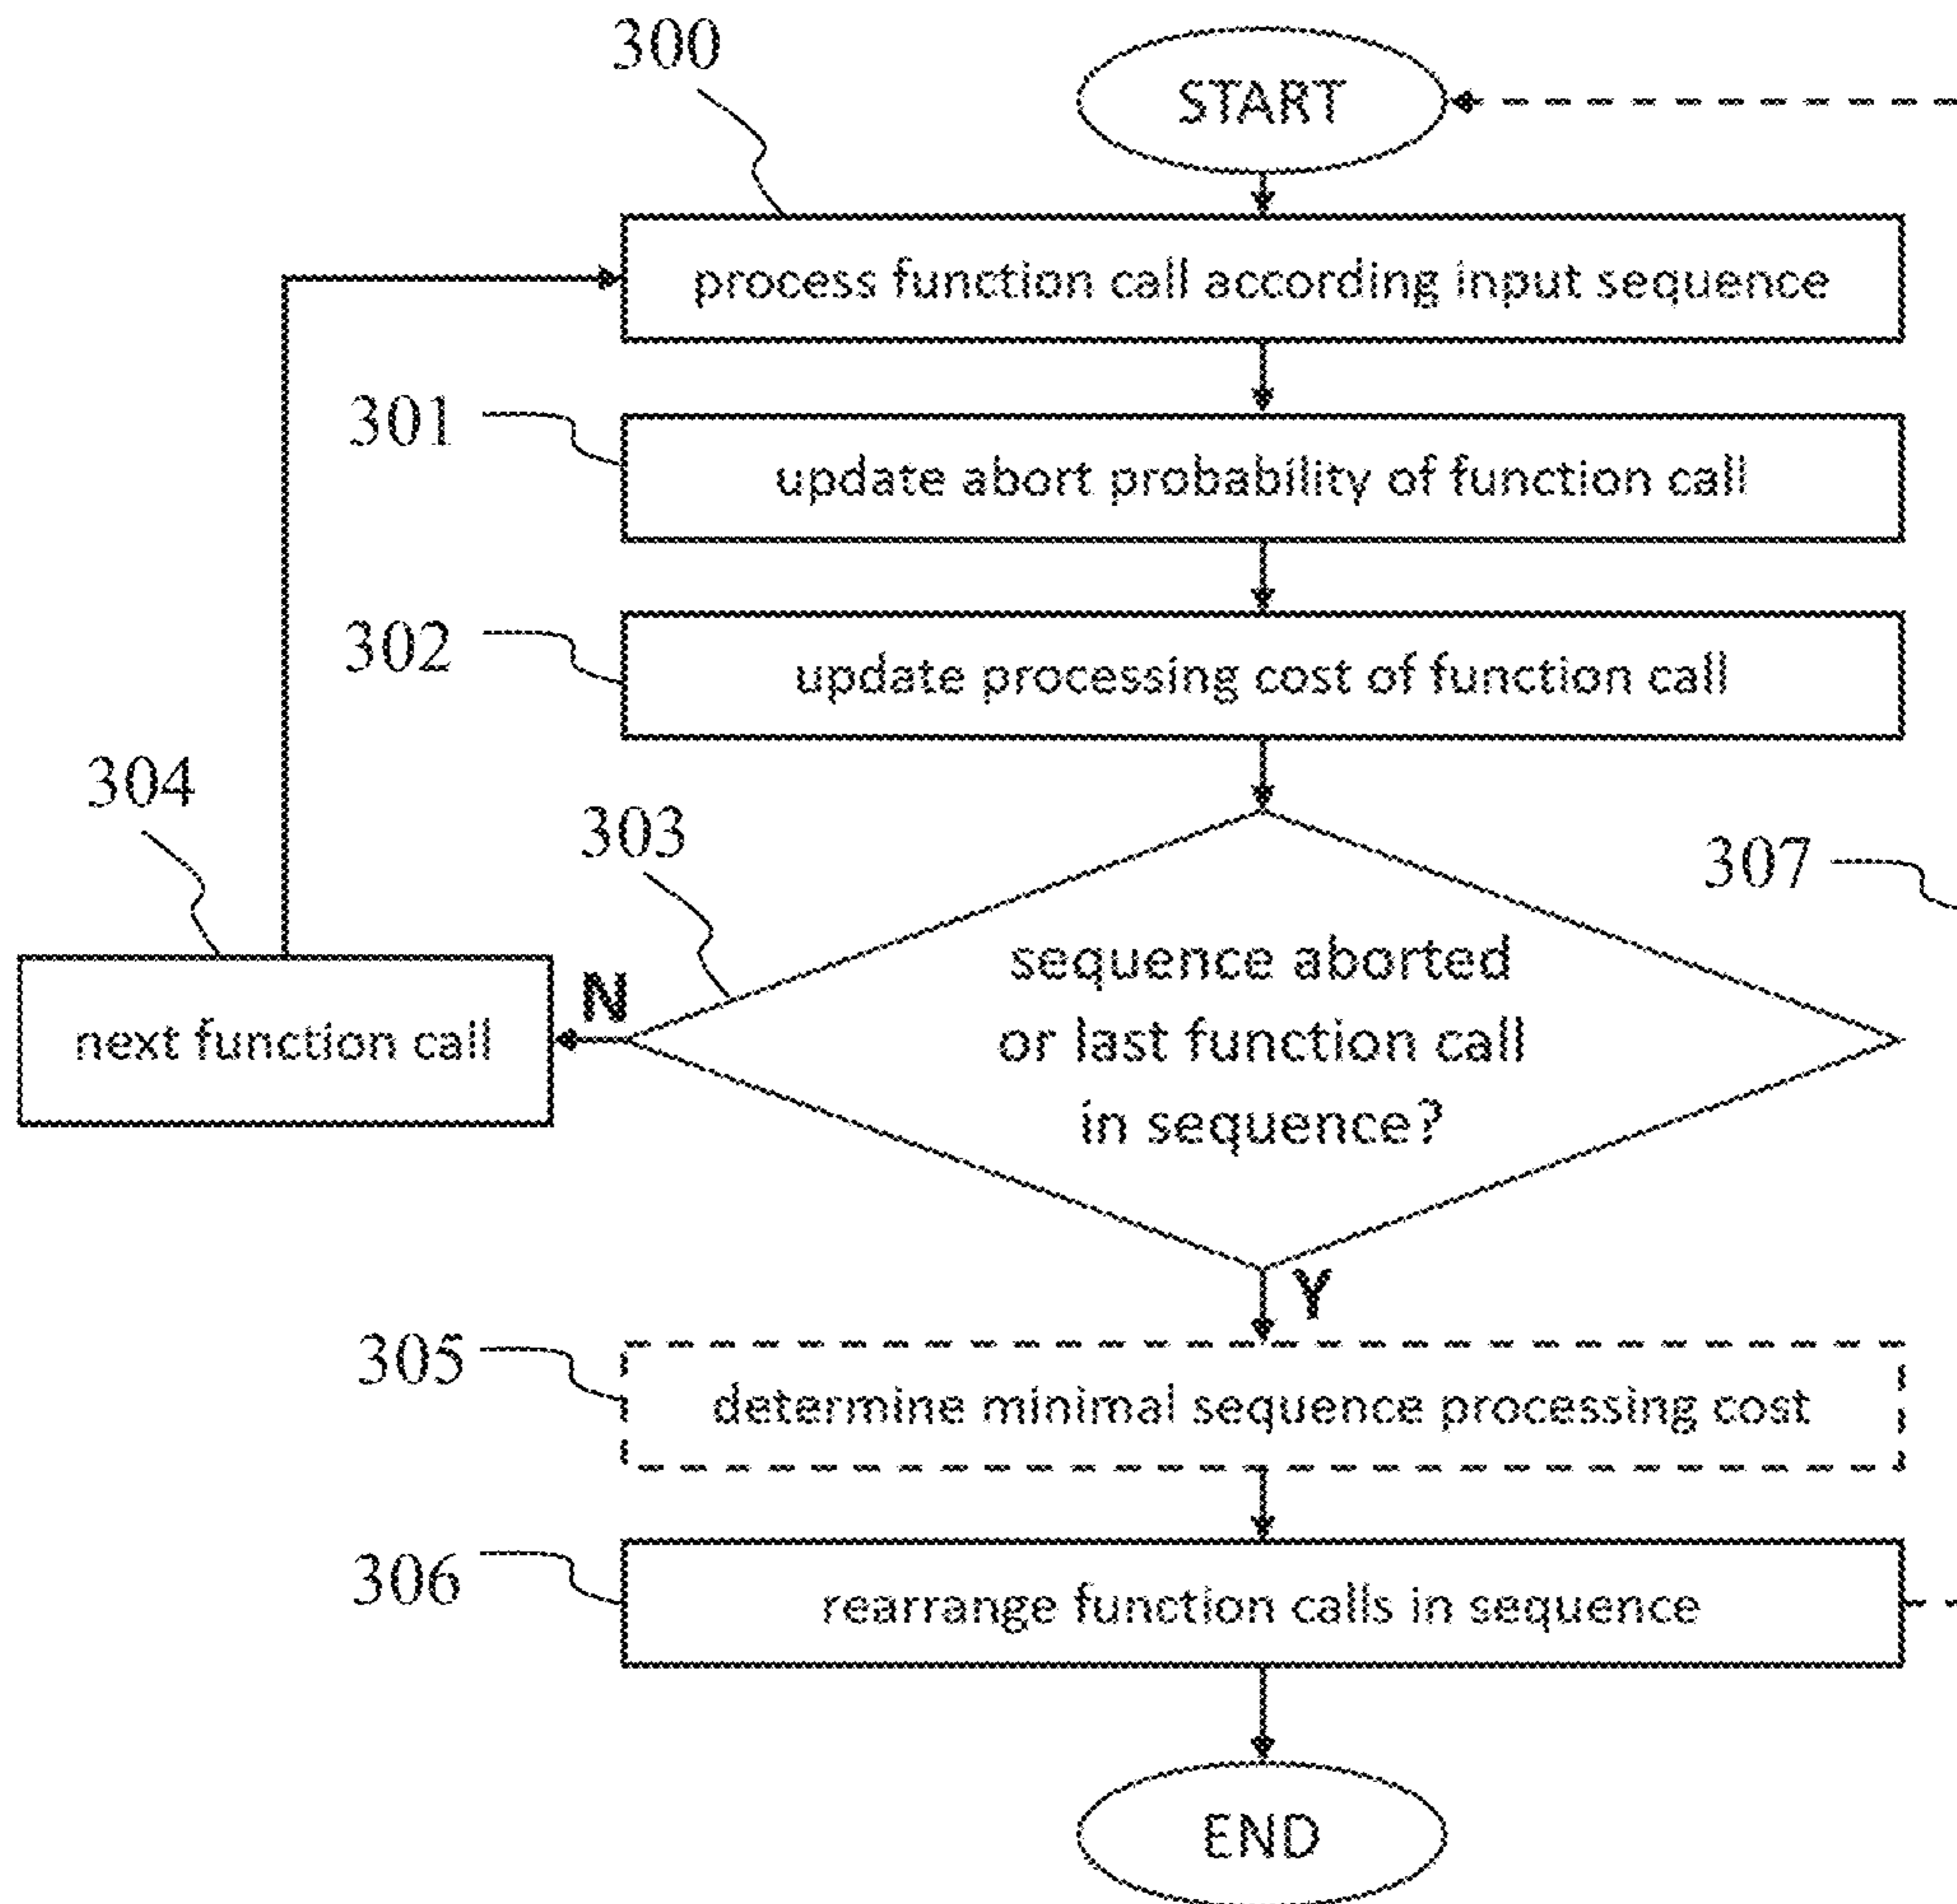 300
START
process function call according input sequence
301
update abort probability of function call
302
update processing cost of function call
304
303
307
sequence aborted
N
next function call
or last function call
in sequence?
Y
305
determine minimal sequence processing cost
306
rearrange function calls in sequence
END